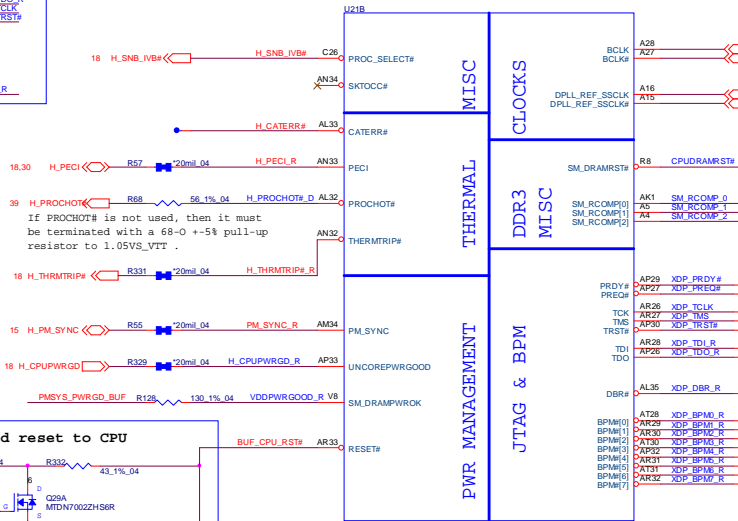 CLK
RST#
_R
U21B
18 H_SNB_IVB#
H_SNB_IVB# C26
PROC_SELECT#
AN34
SKTOCC#
H_CATERR# AL33
CATERR#
18,30 H_PECI
R57
*20mil_04
H_PECI_R
AN33
PECI
39 H_PROCHOT#
R68
56_1%_04
H_PROCHOT#_D AL32
PROCHOT#
If PROCHOT# is not used, then it must
be terminated with a 68-O +-5% pull-up
resistor to 1.05VS_VTT .
AN32
THERMTRIP#
18 H_THRMTRIP#
R331
*20mil_04
H_THRMTRIP#_R
15 H_PM_SYNC
R55
*20mil_04
PM_SYNC_R
AM34
PM_SYNC
18 H_CPUPWRGD
R329
*20mil_04
H_CPUPWRGD_R
AP33
UNCOREPWRGOOD
PMSYS_PWRGD_BUF
R128
130_1%_04
VDDPWRGOOD_R V8
SM_DRAMPWROK
d reset to CPU
BUF_CPU_RST# AR33
RESET#
R332
43_1%_04
6
D
Q29A
MTDN7002ZHS6R
G
S
MISC
THERMAL
PWR MANAGEMENT
CLOCKS
DDR3
MISC
JTAG & BPM
BCLK A28
BCLK# A27
DPLL_REF_SSCLK A16
DPLL_REF_SSCLK# A15
SM_DRAMRST# R8 CPUDRAMRST#
SM_RCOMP[0] AK1 SM_RCOMP_0
SM_RCOMP[1] A5 SM_RCOMP_1
SM_RCOMP[2] A4 SM_RCOMP_2
PRDY# AP29 XDP_PRDY#
PREQ# AP27 XDP_PREQ#
TCK AR26 XDP_TCLK
TMS AR27 XDP_TMS
TRST# AP30 XDP_TRST#
TDI AR28 XDP_TDI_R
TDO AP26 XDP_TDO_R
DBR# AL35 XDP_DBR_R
BPM#[0] AT28 XDP_BPM0_R
BPM#[1] AR29 XDP_BPM1_R
BPM#[2] AR30 XDP_BPM2_R
BPM#[3] AT30 XDP_BPM3_R
BPM#[4] AP32 XDP_BPM4_R
BPM#[5] AR31 XDP_BPM5_R
BPM#[6] AT31 XDP_BPM6_R
BPM#[7] AR32 XDP_BPM7_R